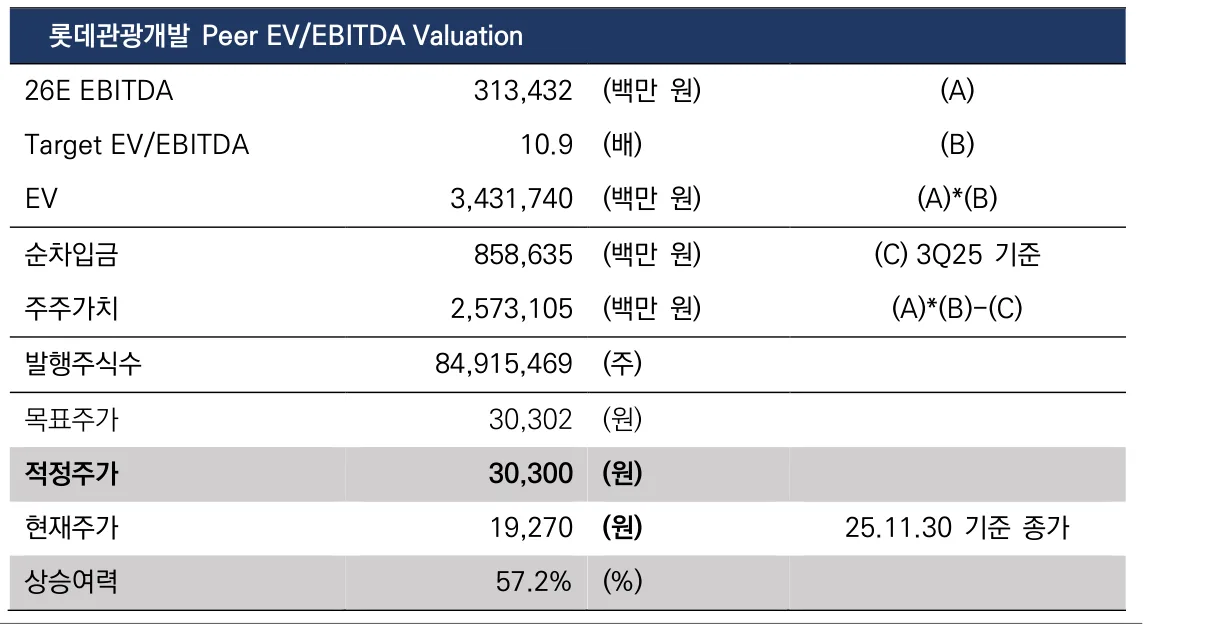 롯데관광개발 Peer EV/EBITDA Valuation
26E EBITDA 313,432 (백만 원) (A)
Target EV/EBITDA 10.9 (배) (B)
EV 3,431,740 (백만 원) (A)*(B)
순차입금 858,635 (백만 원) (C) 3Q25 기준
주주가치 2,573,105 (백만 원) (A)*(B)-(C)
발행주식수 84,915,469 (주)
목표주가 30,302 (원)
적정주가 30,300 (원)
현재주가 19,270 (원) 25.11.30 기준 종가
상승여력 57.2% (%)